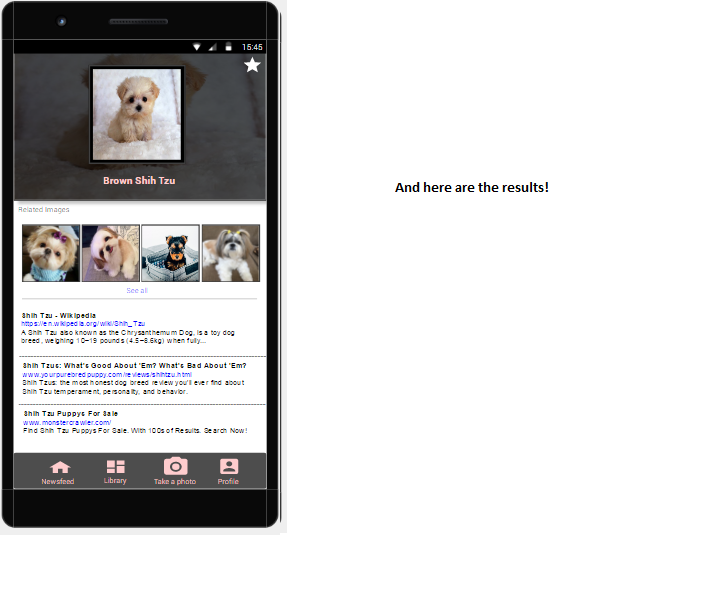 15:45
Brown Shih Tzu
Related Images
See all
Shih Tzu - Wikipedia
https://en.wikipedia.org/wiki/Shih_Tzu
A Shih Tzu also known as the Chrysanthemum Dog, is a toy dog
breed, weighing 10–19 pounds (4.5–8.6kg) when fully...
Shih Tzus: What's Good About 'Em? What's Bad About 'Em?
www.yourpurebredpuppy.com/reviews/shihtzu.html
Shih Tzus: the most honest dog breed review you'll ever find about
Shih Tzu temperament, personality, and behavior.
Shih Tzu Puppys For Sale
www.monstercrawler.com/
Find Shih Tzu Puppys For Sale. With 100s of Results. Search Now!
Newsfeed
Library
Take a photo
Profile
And here are the results!